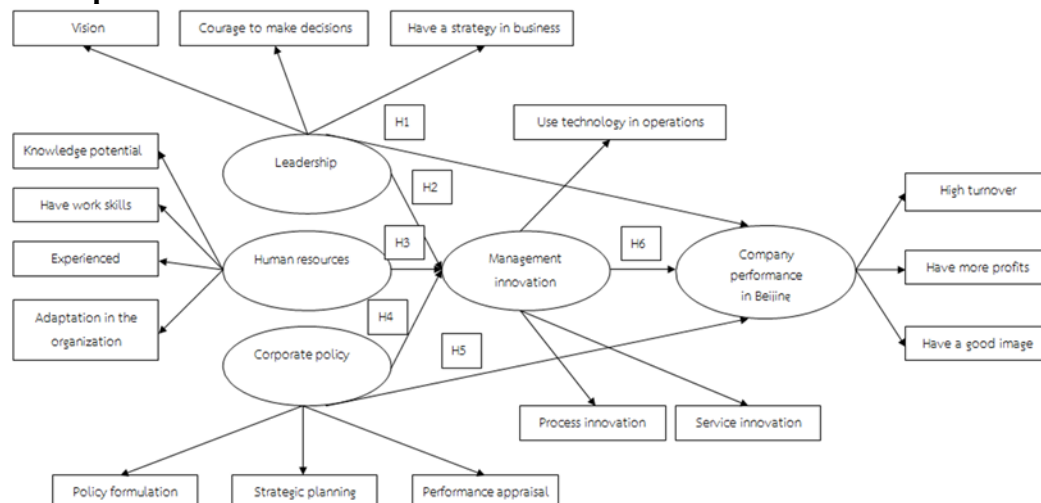 Vision
Courage to make decisions
Have a strategy in business
H1
Use technology in operations
Knowledge potential
Leadership
H2
High turnover
Have work skills
H3
H6
Experienced
Human resources
Management
innovation
Company
performance
in Beijing
Have more profits
Adaptation in the
organization
H4
Corporate policy
H5
Have a good image
Process innovation
Service innovation
Policy formulation
Strategic planning
Performance appraisal